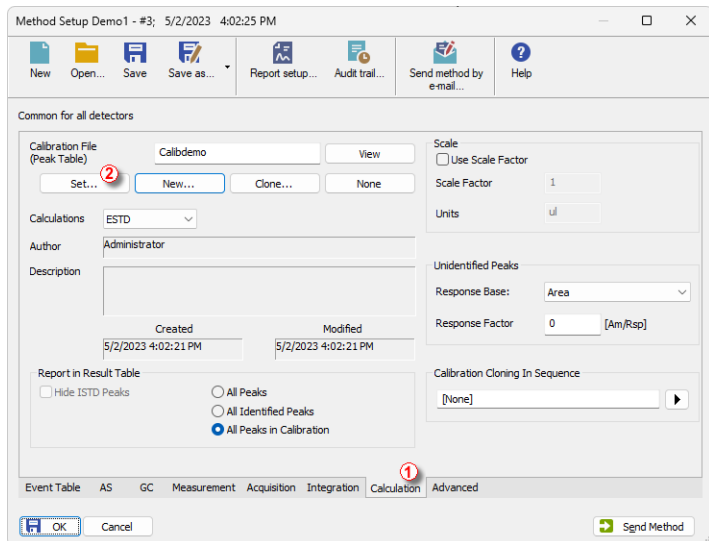 Method Setup Demo1 - #3; 5/2/2023 4:02:25 PM
New Open... Save Save as... Report setup... Audit trail... Send method by e-mail... Help
Common for all detectors
Calibration File
(Peak Table)
Calibdemo
View
2
Set... New... Clone... None
Calculations ESTD
Author Administrator
Description
Created Modified
5/2/2023 4:02:21 PM 5/2/2023 4:02:21 PM
Report in Result Table
Hide ISTD Peaks
All Peaks
All Identified Peaks
All Peaks in Calibration
Scale
Use Scale Factor
Scale Factor 1
Units ul
Unidentified Peaks
Response Base: Area
Response Factor 0 [Am/Rsp]
Calibration Cloning In Sequence
[None]
1
Event Table AS GC Measurement Acquisition Integration Calculation Advanced
OK Cancel Send Method